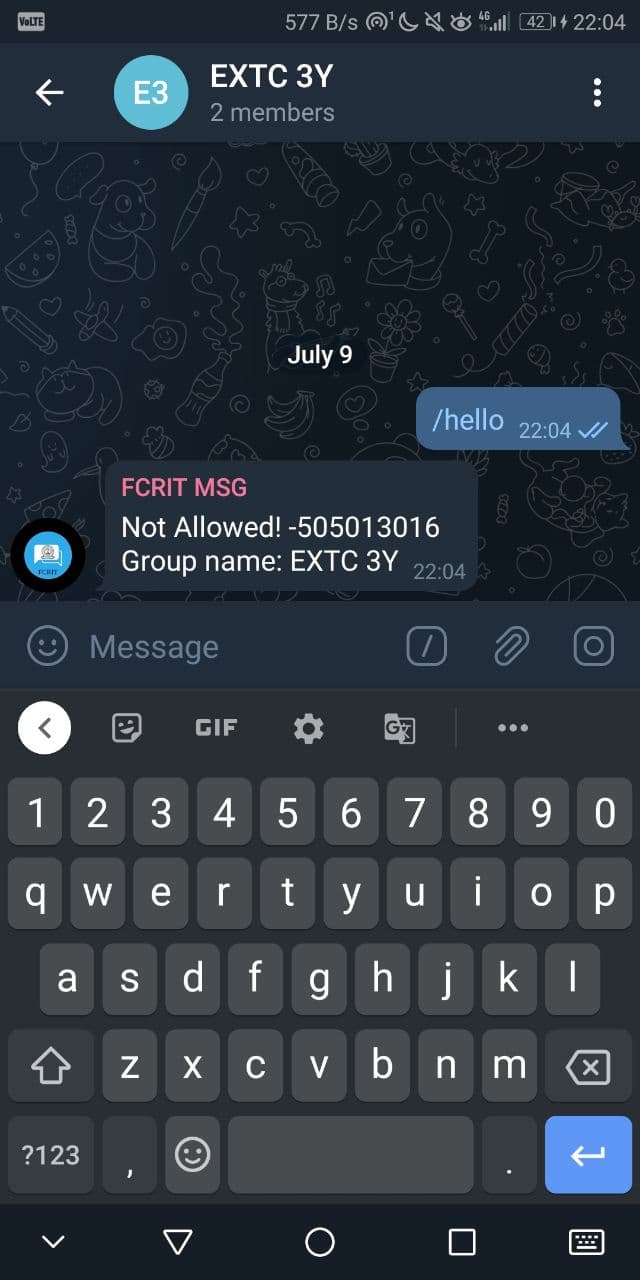 VoLTE
577 B/s 1 4G 42 22:04
E3
EXTC 3Y
2 members
July 9
/hello 22:04
FCRIT MSG
Not Allowed! -505013016
Group name: EXTC 3Y 22:04
FCRIT
Message
GIF
G
1 2 3 4 5 6 7 8 9 0
q w e r t y u i o p
a s d f g h j k l
z x c v b n m
?123 , .